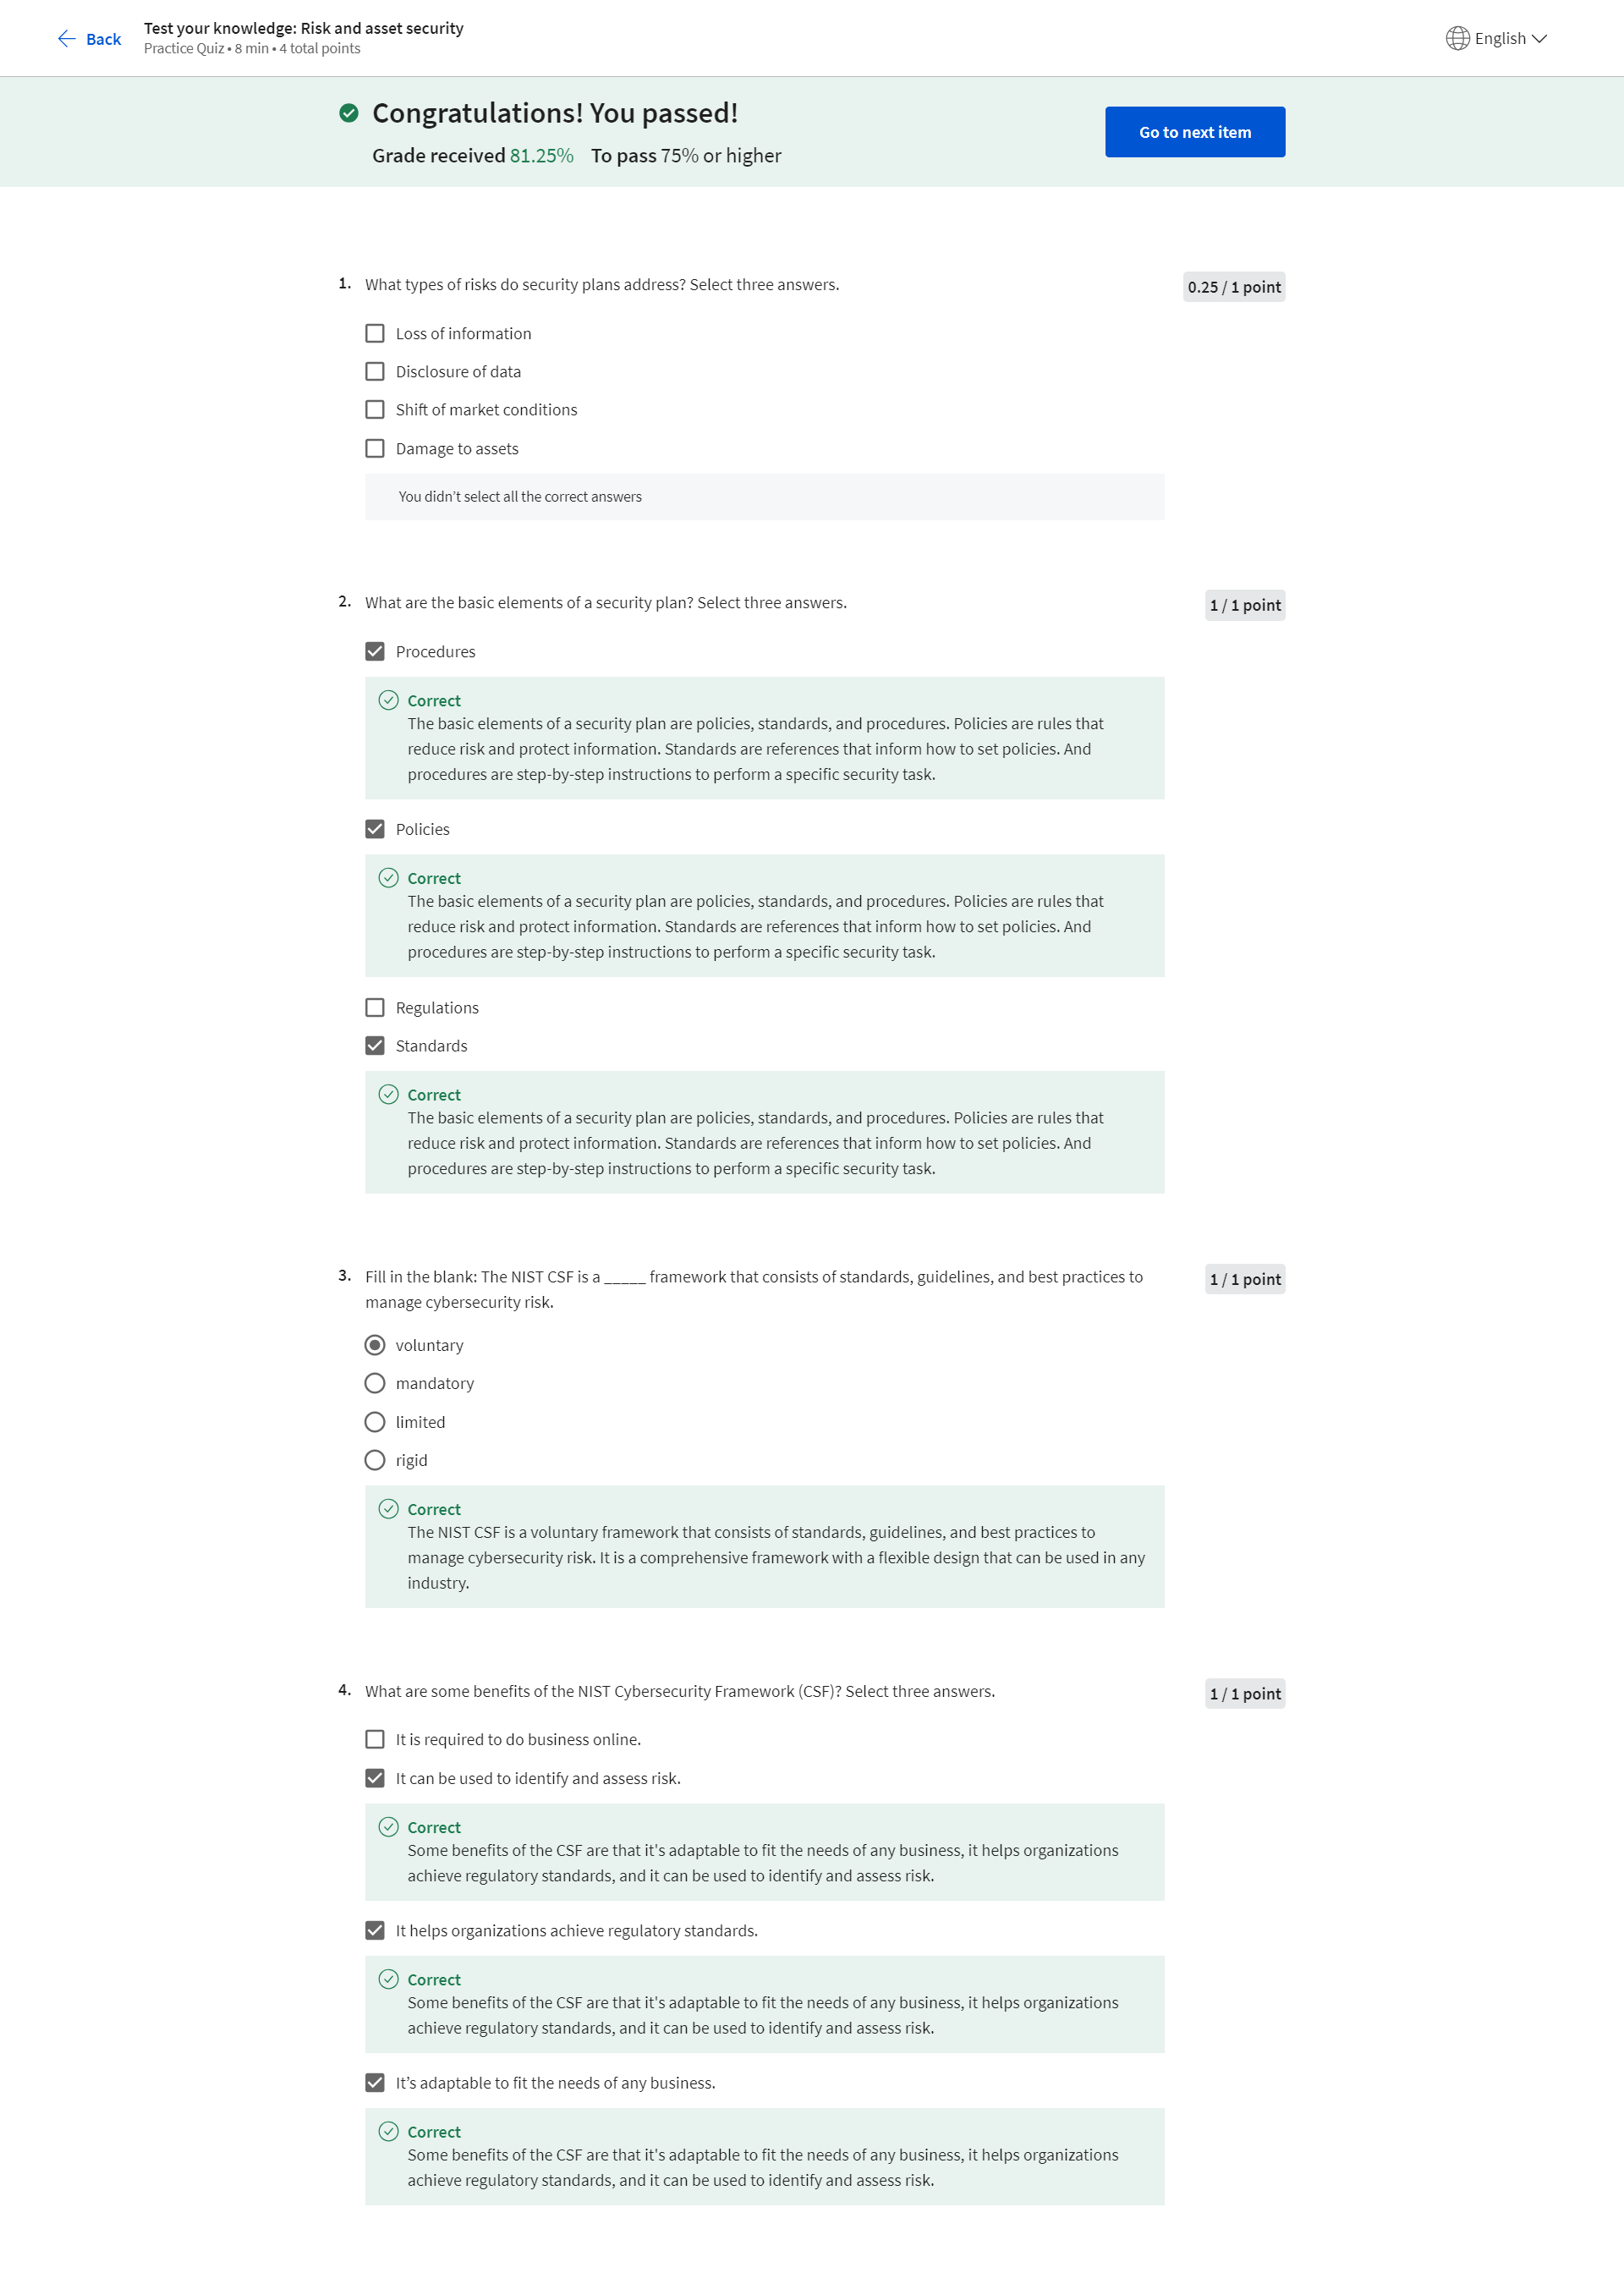 Back
Test your knowledge: Risk and asset security
Practice Quiz • 8 min • 4 total points
English
Congratulations! You passed!
Grade received 81.25% To pass 75% or higher
Go to next item
1. What types of risks do security plans address? Select three answers.
0.25 / 1 point
Loss of information
Disclosure of data
Shift of market conditions
Damage to assets
You didn’t select all the correct answers
2. What are the basic elements of a security plan? Select three answers.
1 / 1 point
Procedures
Correct
The basic elements of a security plan are policies, standards, and procedures. Policies are rules that
reduce risk and protect information. Standards are references that inform how to set policies. And
procedures are step-by-step instructions to perform a specific security task.
Policies
Correct
The basic elements of a security plan are policies, standards, and procedures. Policies are rules that
reduce risk and protect information. Standards are references that inform how to set policies. And
procedures are step-by-step instructions to perform a specific security task.
Regulations
Standards
Correct
The basic elements of a security plan are policies, standards, and procedures. Policies are rules that
reduce risk and protect information. Standards are references that inform how to set policies. And
procedures are step-by-step instructions to perform a specific security task.
3. Fill in the blank: The NIST CSF is a _____ framework that consists of standards, guidelines, and best practices to
manage cybersecurity risk.
1 / 1 point
voluntary
mandatory
limited
rigid
Correct
The NIST CSF is a voluntary framework that consists of standards, guidelines, and best practices to
manage cybersecurity risk. It is a comprehensive framework with a flexible design that can be used in any
industry.
4. What are some benefits of the NIST Cybersecurity Framework (CSF)? Select three answers.
1 / 1 point
It is required to do business online.
It can be used to identify and assess risk.
Correct
Some benefits of the CSF are that it's adaptable to fit the needs of any business, it helps organizations
achieve regulatory standards, and it can be used to identify and assess risk.
It helps organizations achieve regulatory standards.
Correct
Some benefits of the CSF are that it's adaptable to fit the needs of any business, it helps organizations
achieve regulatory standards, and it can be used to identify and assess risk.
It’s adaptable to fit the needs of any business.
Correct
Some benefits of the CSF are that it's adaptable to fit the needs of any business, it helps organizations
achieve regulatory standards, and it can be used to identify and assess risk.